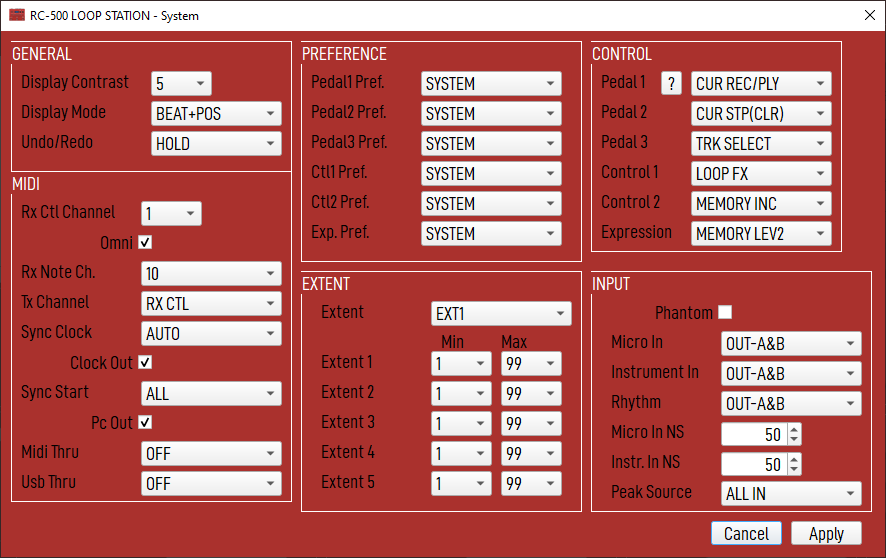 RC-500 LOOP STATION - System
GENERAL
Display Contrast 5
Display Mode BEAT+POS
Undo/Redo HOLD
MIDI
Rx Ctl Channel 1
Omni
Rx Note Ch. 10
Tx Channel RX CTL
Sync Clock AUTO
Clock Out
Sync Start ALL
Pc Out
Midi Thru OFF
Usb Thru OFF
PREFERENCE
Pedal1 Pref. SYSTEM
Pedal2 Pref. SYSTEM
Pedal3 Pref. SYSTEM
Ctl1 Pref. SYSTEM
Ctl2 Pref. SYSTEM
Exp. Pref. SYSTEM
EXTENT
Extent EXT1
Min Max
Extent 1 1 99
Extent 2 1 99
Extent 3 1 99
Extent 4 1 99
Extent 5 1 99
CONTROL
Pedal 1 ? CUR REC/PLY
Pedal 2 CUR STP(CLR)
Pedal 3 TRK SELECT
Control 1 LOOP FX
Control 2 MEMORY INC
Expression MEMORY LEV2
INPUT
Phantom
Micro In OUT-A&B
Instrument In OUT-A&B
Rhythm OUT-A&B
Micro In NS 50
Instr. In NS 50
Peak Source ALL IN
Cancel Apply